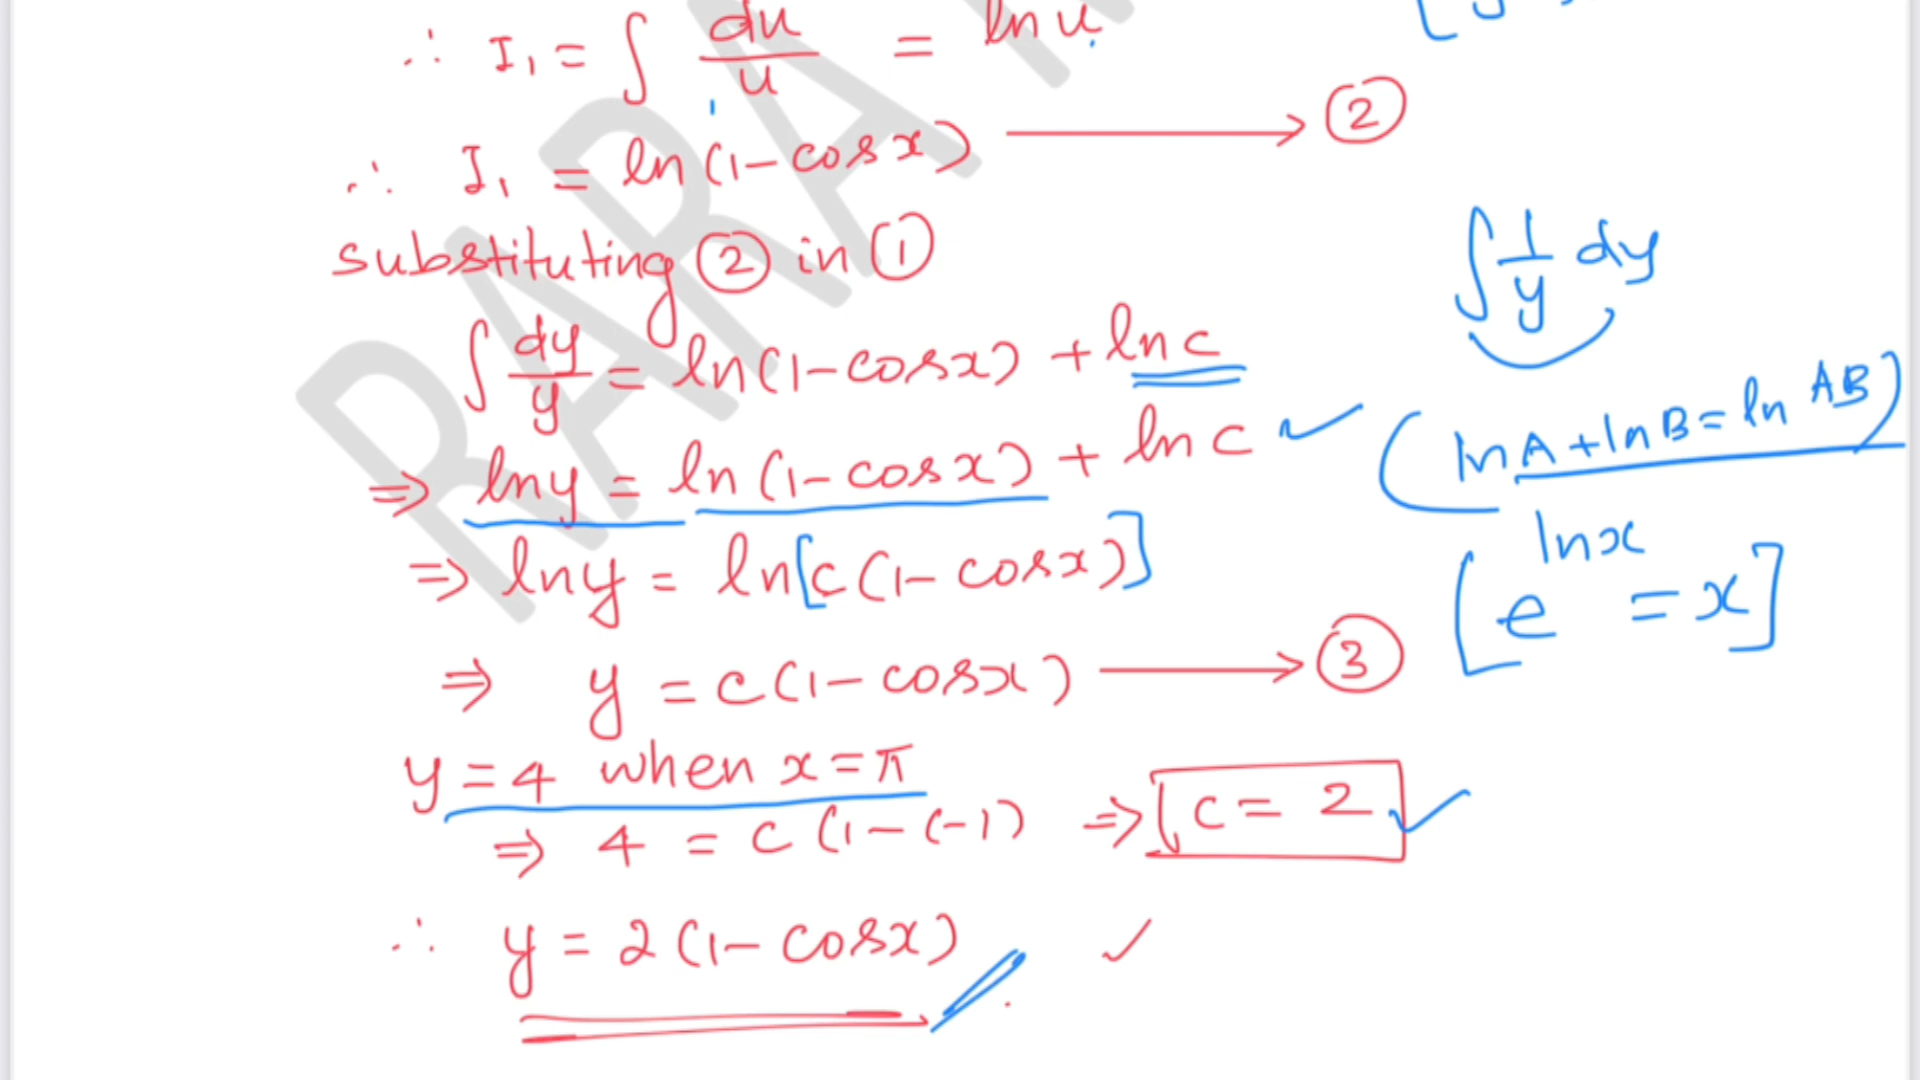 ∴ I₁ = ∫ du/u = ln u
∴ I₁ = ln(1-cos x) → ②
substituting ② in ①
∫ dy/y = ln(1-cos x) + ln c
⇒ ln y = ln(1-cos x) + ln c ✓
⇒ ln y = ln[c(1-cos x)]
⇒ y = c(1-cos x) → ③
y = 4 when x = π
⇒ 4 = c(1-(-1)) ⇒ c = 2 ✓
∴ y = 2(1-cos x) ✓
∫ 1/y dy
(ln A + ln B = ln AB)
[e^(ln x) = x]